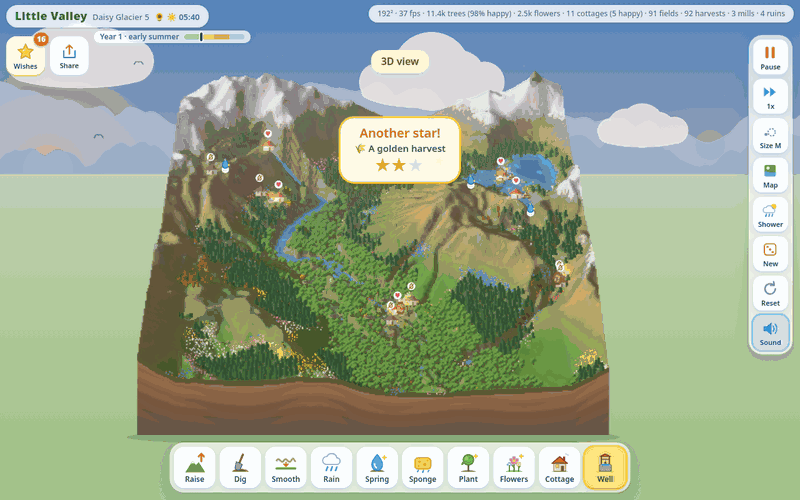 Little Valley Daisy Glacier 5 05:40
192² · 37 fps · 11.4k trees (98% happy) · 2.5k flowers · 11 cottages (5 happy) · 91 fields · 92 harvests · 3 mills · 4 ruins
Year 1 · early summer
16
Wishes
Share
3D view
Another star!
A golden harvest
Pause
1x
Size M
Map
Shower
New
Reset
Sound
Raise
Dig
Smooth
Rain
Spring
Sponge
Plant
Flowers
Cottage
Well